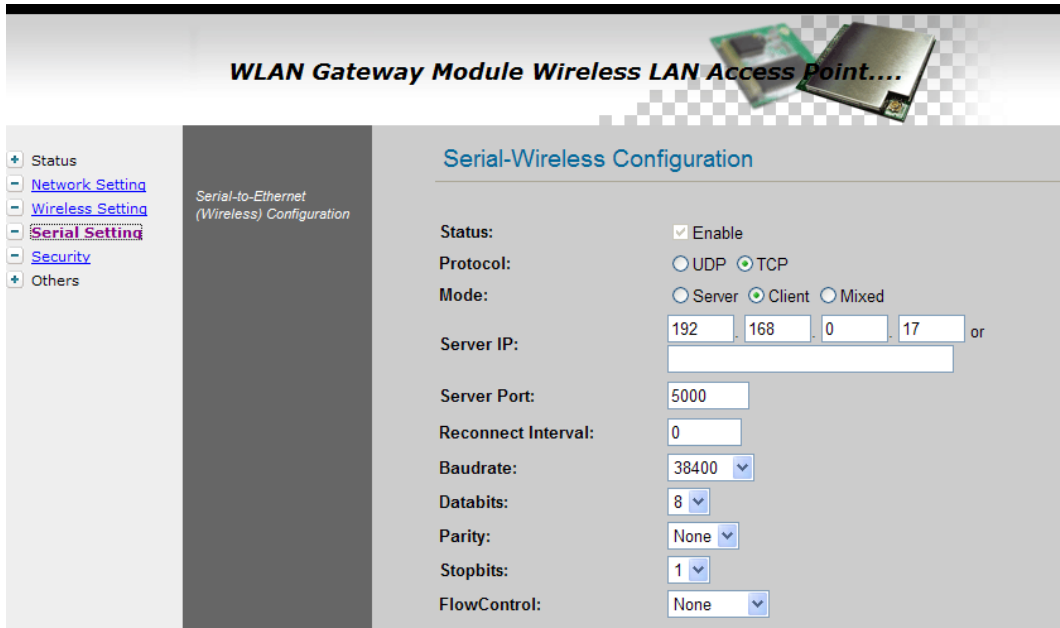 WLAN Gateway Module Wireless LAN Access Point....
Status
Network Setting
Wireless Setting
Serial Setting
Security
Others
Serial-to-Ethernet
(Wireless) Configuration
Serial-Wireless Configuration
Status: Enable
Protocol: UDP TCP
Mode: Server Client Mixed
Server IP: 192 . 168 . 0 . 17 or
Server Port: 5000
Reconnect Interval: 0
Baudrate: 38400
Databits: 8
Parity: None
Stopbits: 1
FlowControl: None